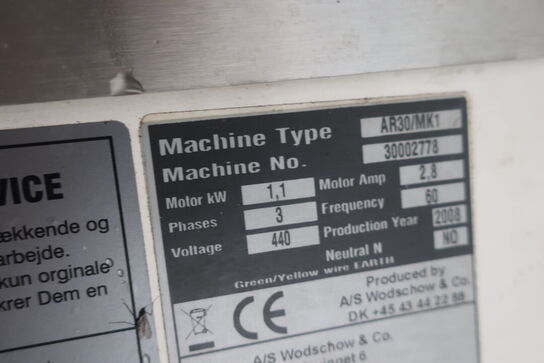 VICE
ækkende og
arbejde.
kun orginale
krer Dem en
Machine Type AR30/MK1
Machine No. 30002778
Motor kW 1,1 Motor Amp 2,8
Phases 3 Frequency 60
Voltage 440 Production Year 2008
Neutral N NO
Green/Yellow wire EARTH
CE
Produced by
A/S Wodschow & Co.
DK +45 43 44 22 88
A/S Wodschow & Co.